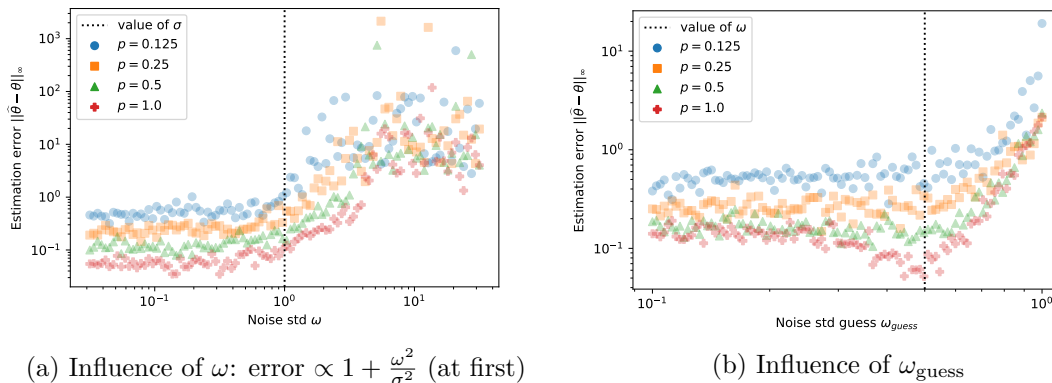 value of σ
p = 0.125
p = 0.25
p = 0.5
p = 1.0
Estimation error ||θ̂ − θ||∞
10³
10²
10¹
10⁰
10⁻¹
10⁻¹
10⁰
10¹
Noise std ω
(a) Influence of ω: error ∝ 1 + ω²/σ² (at first)
value of ω
p = 0.125
p = 0.25
p = 0.5
p = 1.0
Estimation error ||θ̂ − θ||∞
10¹
10⁰
10⁻¹
10⁻¹
10⁰
Noise std guess ω_guess
(b) Influence of ω_guess